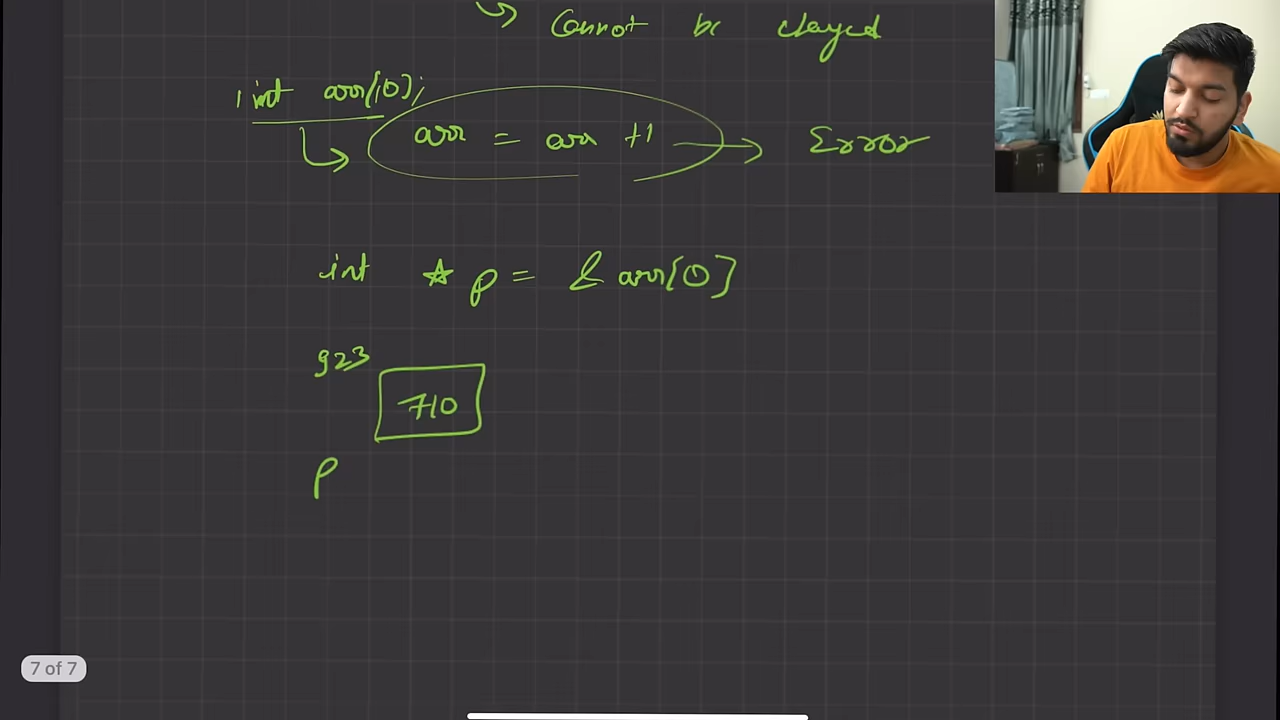 ↳ Cannot be changed
int arr[10];
↳ arr = arr +1 → Error
int * p = & arr[0]
923
710
p
7 of 7